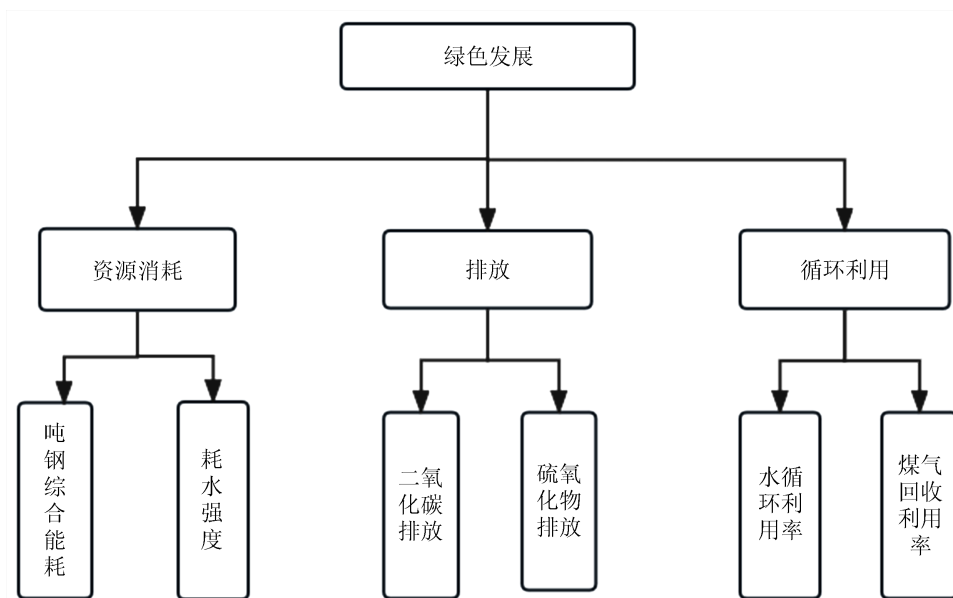 绿色发展
资源消耗
排放
循环利用
吨
钢
综
合
能
耗
耗
水
强
度
二氧
化碳
排放
硫氧
化物
排放
水循
环利
用率
煤气
回收
利用
率